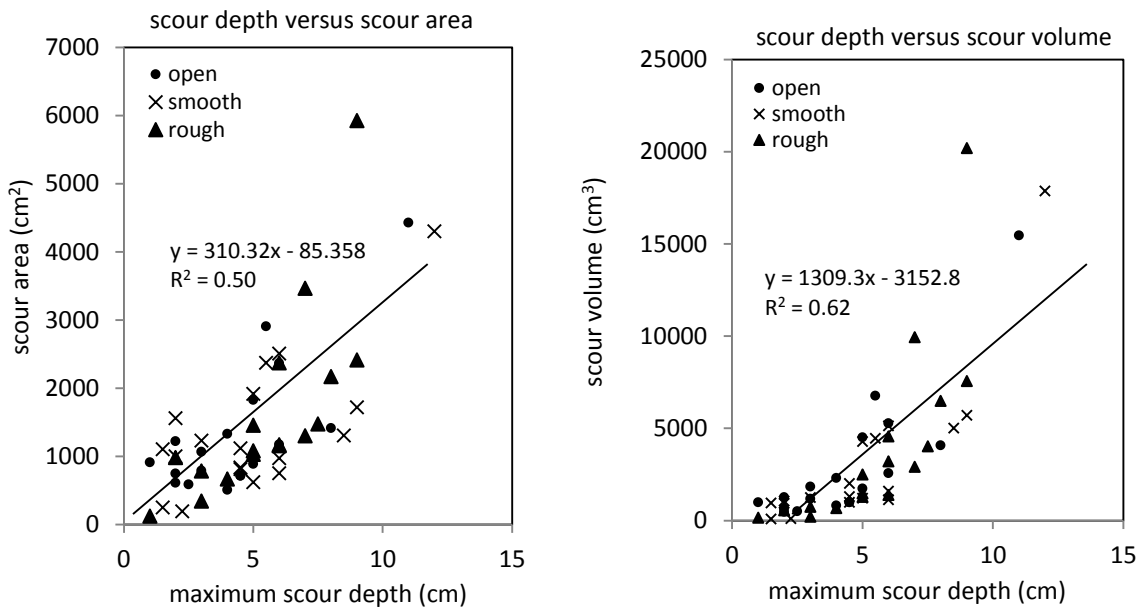 scour depth versus scour area
7000
6000
5000
4000
3000
2000
1000
0
0 5 10 15
scour area (cm²)
maximum scour depth (cm)
open
smooth
rough
y = 310.32x - 85.358
R² = 0.50
scour depth versus scour volume
25000
20000
15000
10000
5000
0
0 5 10 15
scour volume (cm³)
maximum scour depth (cm)
open
smooth
rough
y = 1309.3x - 3152.8
R² = 0.62